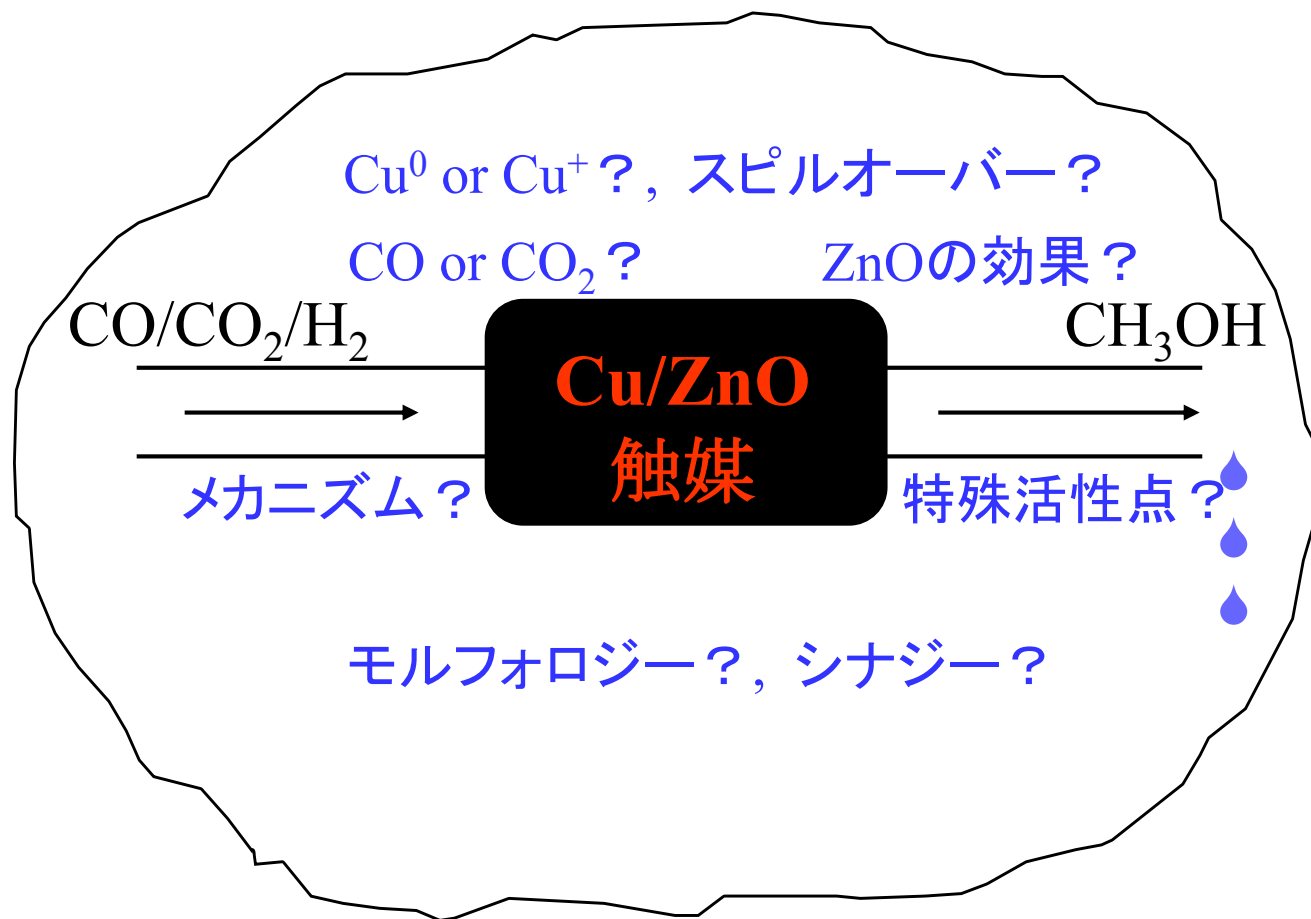 Cu⁰ or Cu⁺？, スピルオーバー？
CO or CO₂？
ZnOの効果？
CO/CO₂/H₂
CH₃OH
Cu/ZnO
触媒
メカニズム？
特殊活性点？
モルフォロジー？, シナジー？